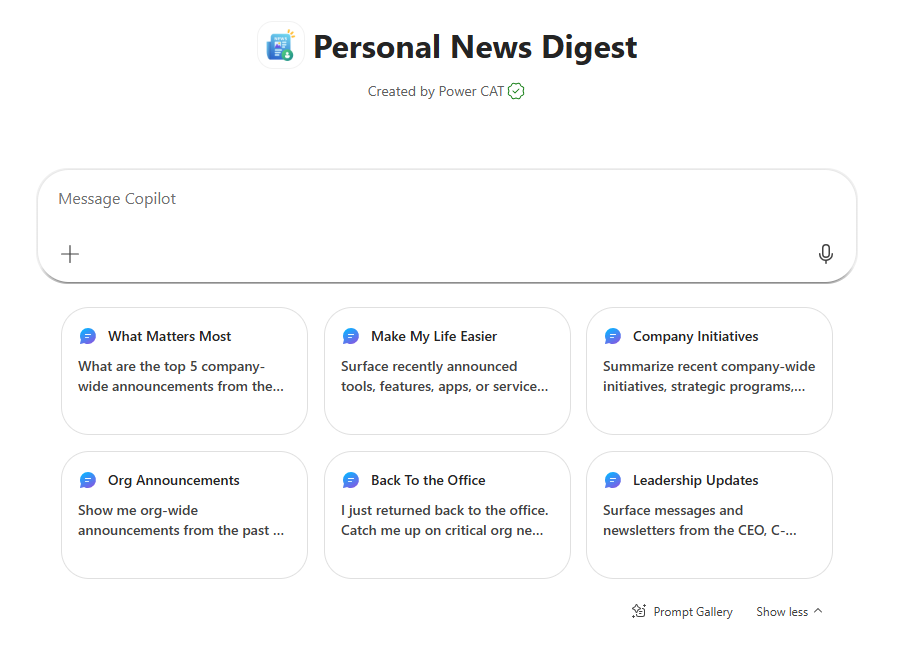 NEWS
Personal News Digest
Created by Power CAT
Message Copilot
What Matters Most
What are the top 5 company-
wide announcements from the...
Make My Life Easier
Surface recently announced
tools, features, apps, or service...
Company Initiatives
Summarize recent company-wide
initiatives, strategic programs,...
Org Announcements
Show me org-wide
announcements from the past ...
Back To the Office
I just returned back to the office.
Catch me up on critical org ne...
Leadership Updates
Surface messages and
newsletters from the CEO, C-...
Prompt Gallery
Show less